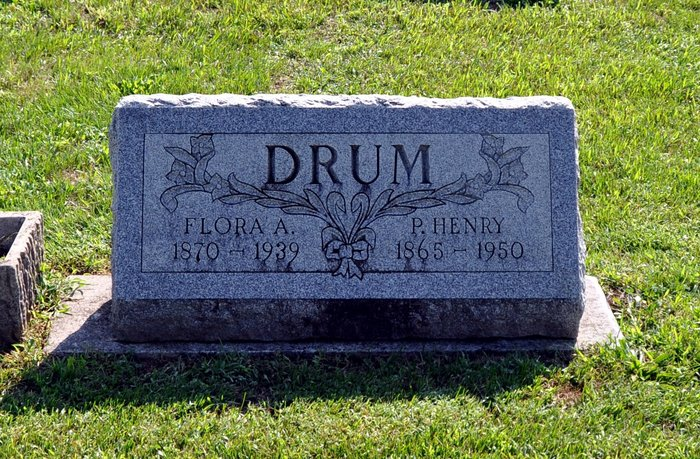 DRUM
FLORA A. P. HENRY
1870 — 1939 1865 — 1950